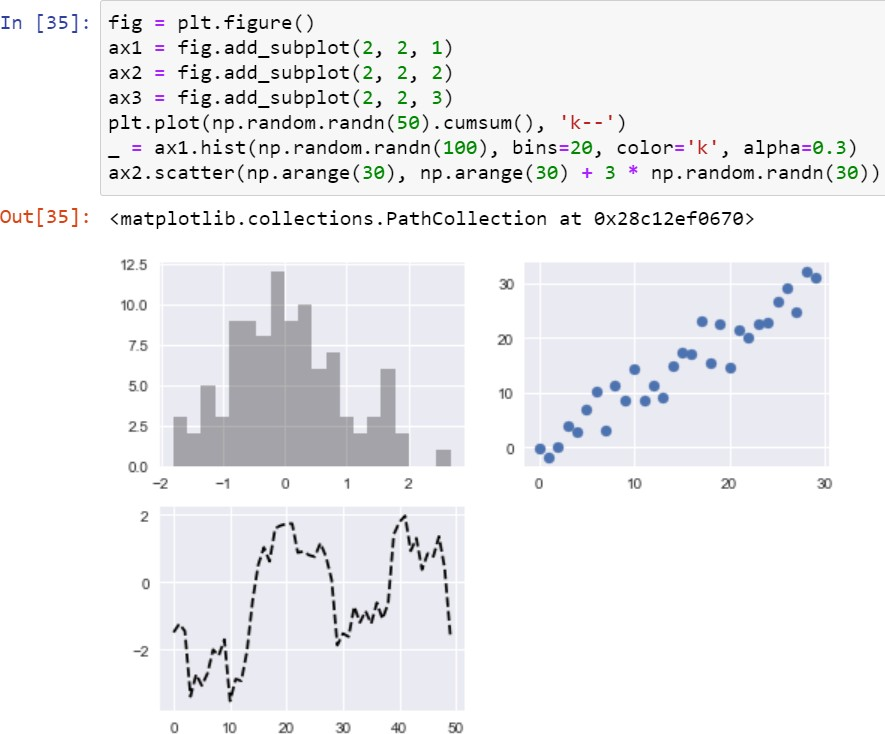 In [35]: fig = plt.figure()
ax1 = fig.add_subplot(2, 2, 1)
ax2 = fig.add_subplot(2, 2, 2)
ax3 = fig.add_subplot(2, 2, 3)
plt.plot(np.random.randn(50).cumsum(), 'k--')
_ = ax1.hist(np.random.randn(100), bins=20, color='k', alpha=0.3)
ax2.scatter(np.arange(30), np.arange(30) + 3 * np.random.randn(30))
Out[35]: <matplotlib.collections.PathCollection at 0x28c12ef0670>
12.5
10.0
7.5
5.0
2.5
0.0
−2 −1 0 1 2
30
20
10
0
0 10 20 30
2
0
−2
0 10 20 30 40 50